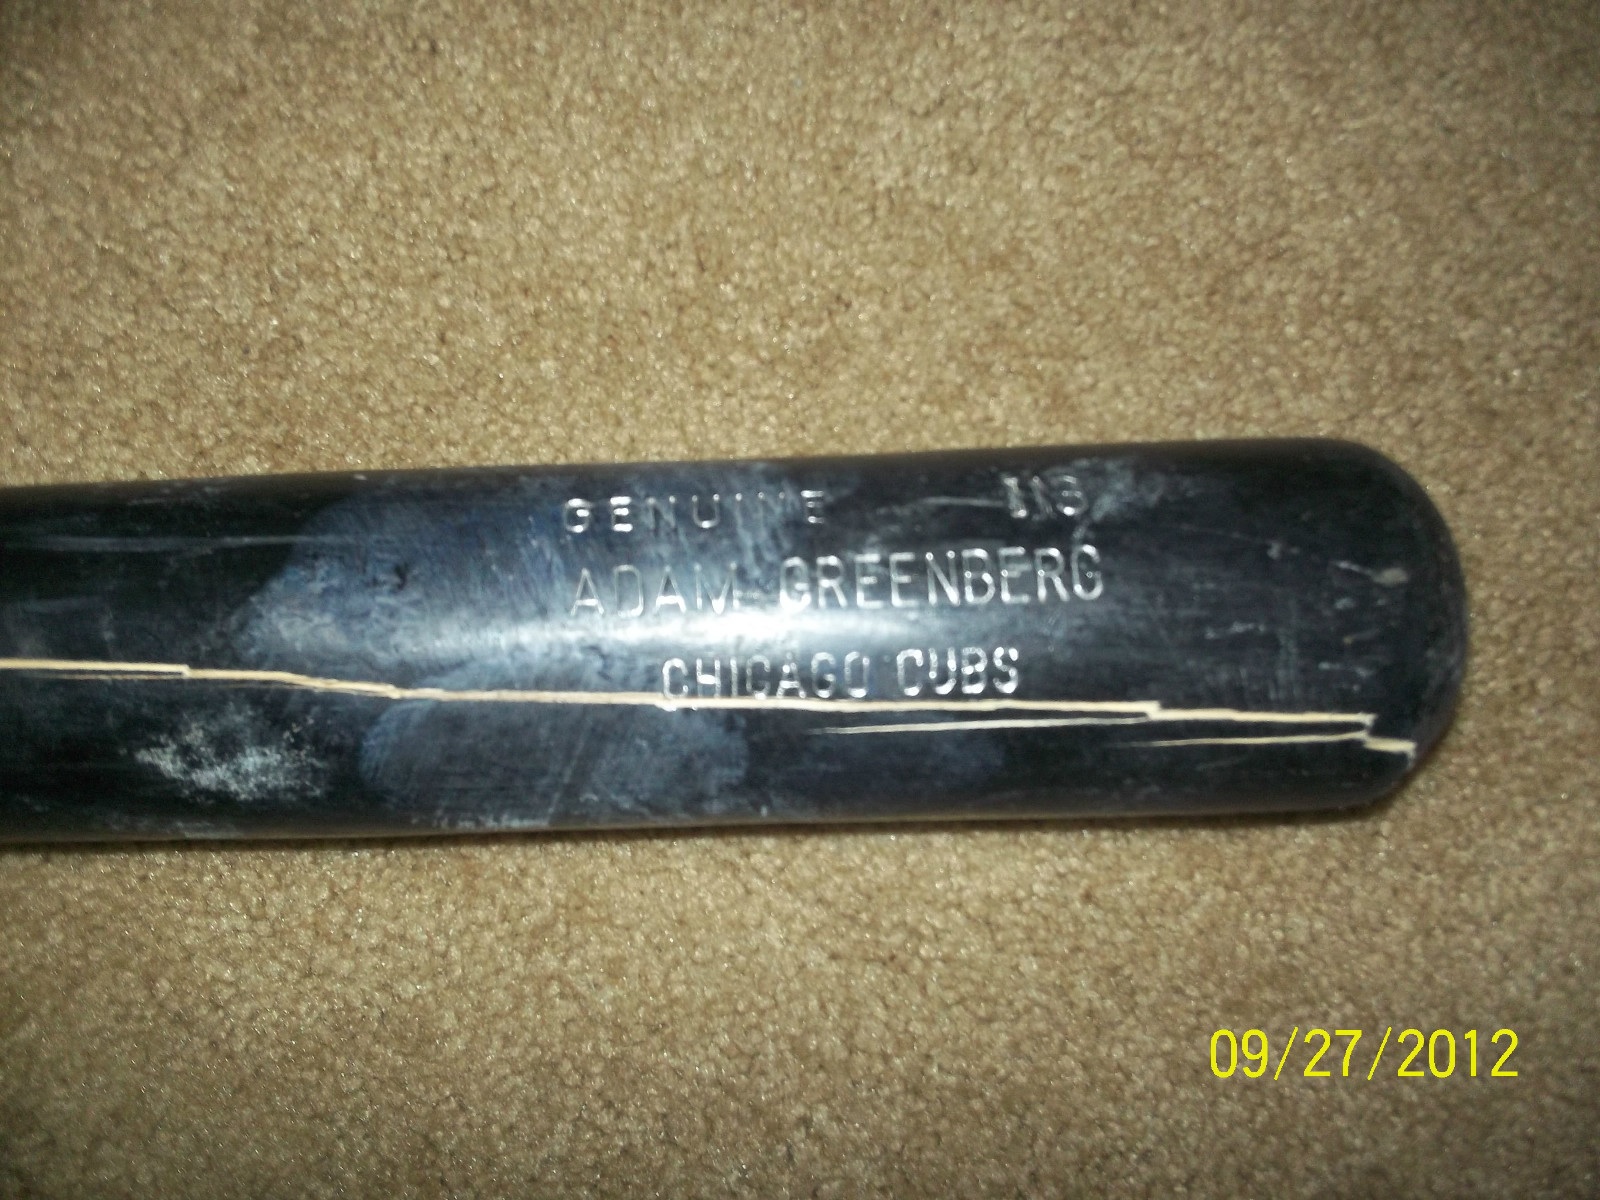 GENUINE
ADAM GREENBERG
CHICAGO CUBS
09/27/2012